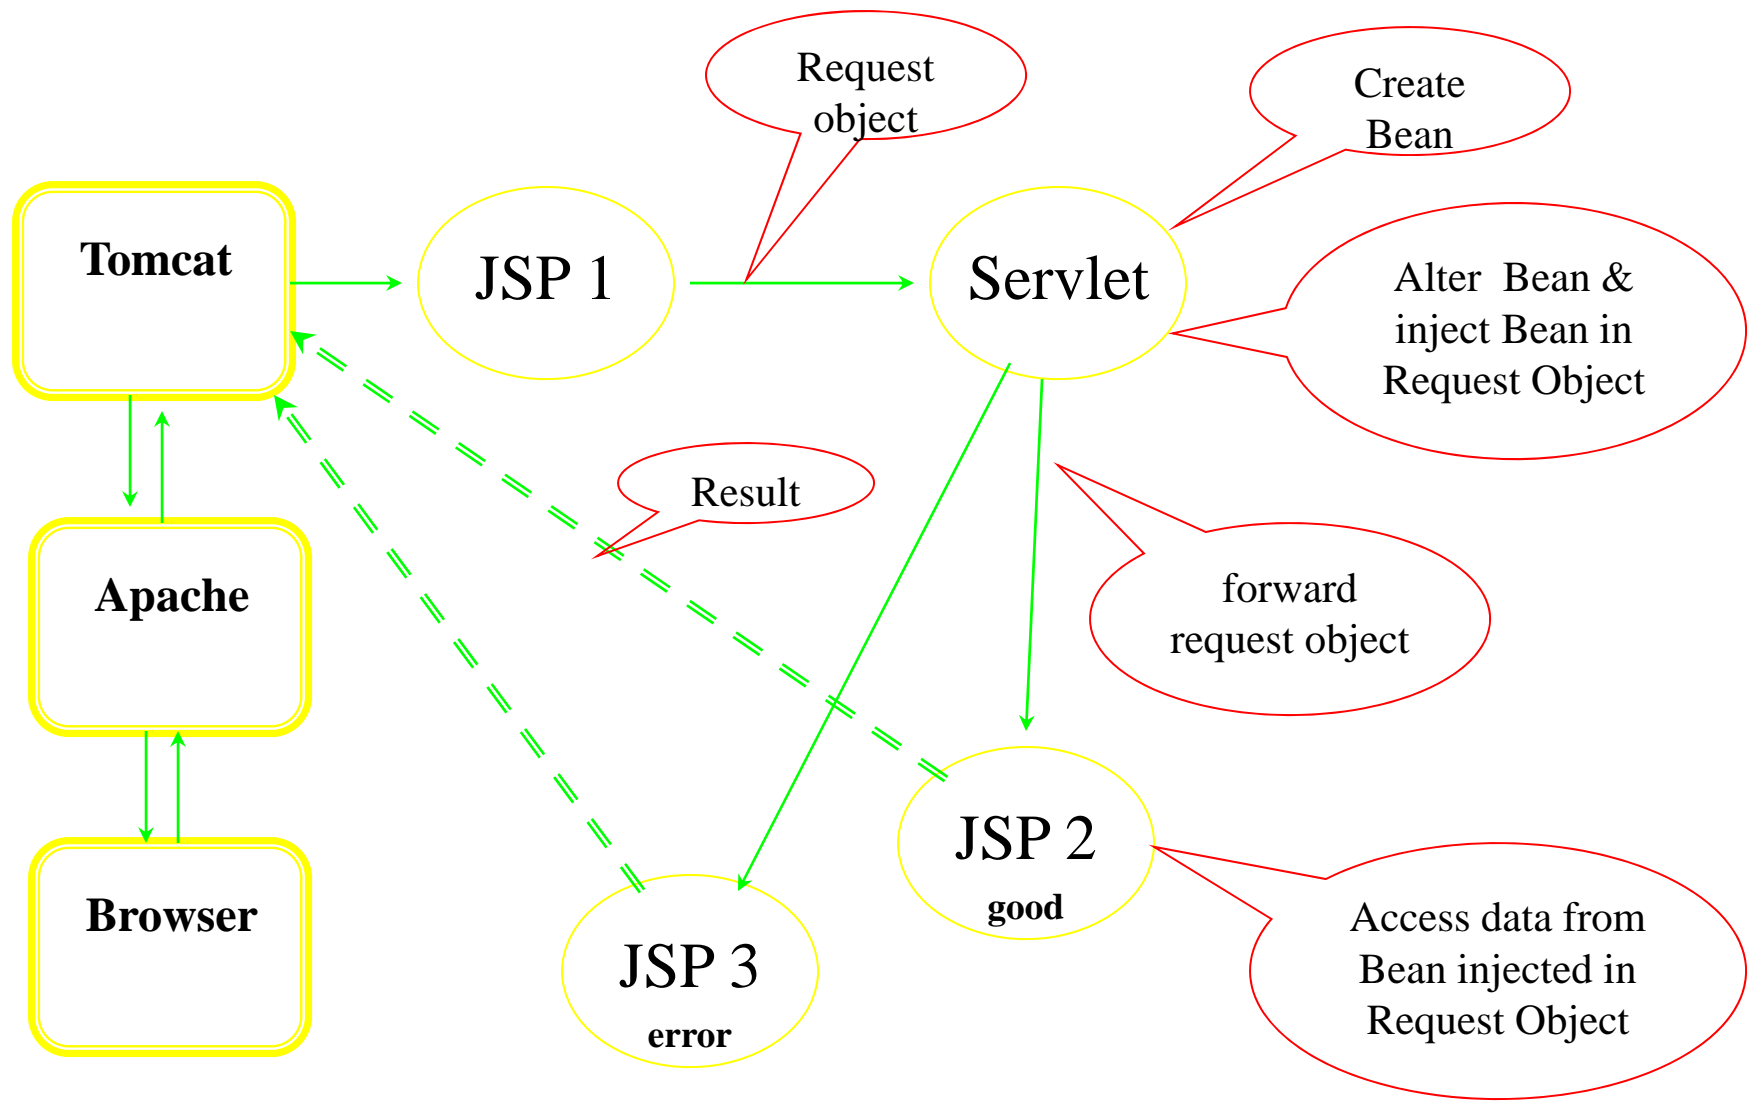 Request
object
Create
Bean
Tomcat
JSP 1
Servlet
Alter  Bean &
inject Bean in
Request Object
Result
Apache
forward
request object
Browser
JSP 2
good
JSP 3
error
Access data from
Bean injected in
Request Object